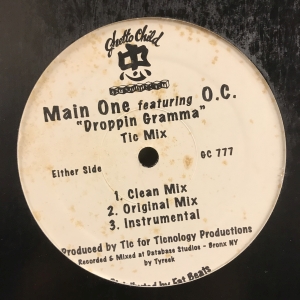 Ghetto Child
Main One featuring O.C.
"Droppin Gramma"
Tic Mix
Either Side
GC 777
1. Clean Mix
2. Original Mix
3. Instrumental
Produced by Tic for Ticnology Productions
Recorded & Mixed at Database Studios - Bronx NY
by Tyreek
by Fat Beats